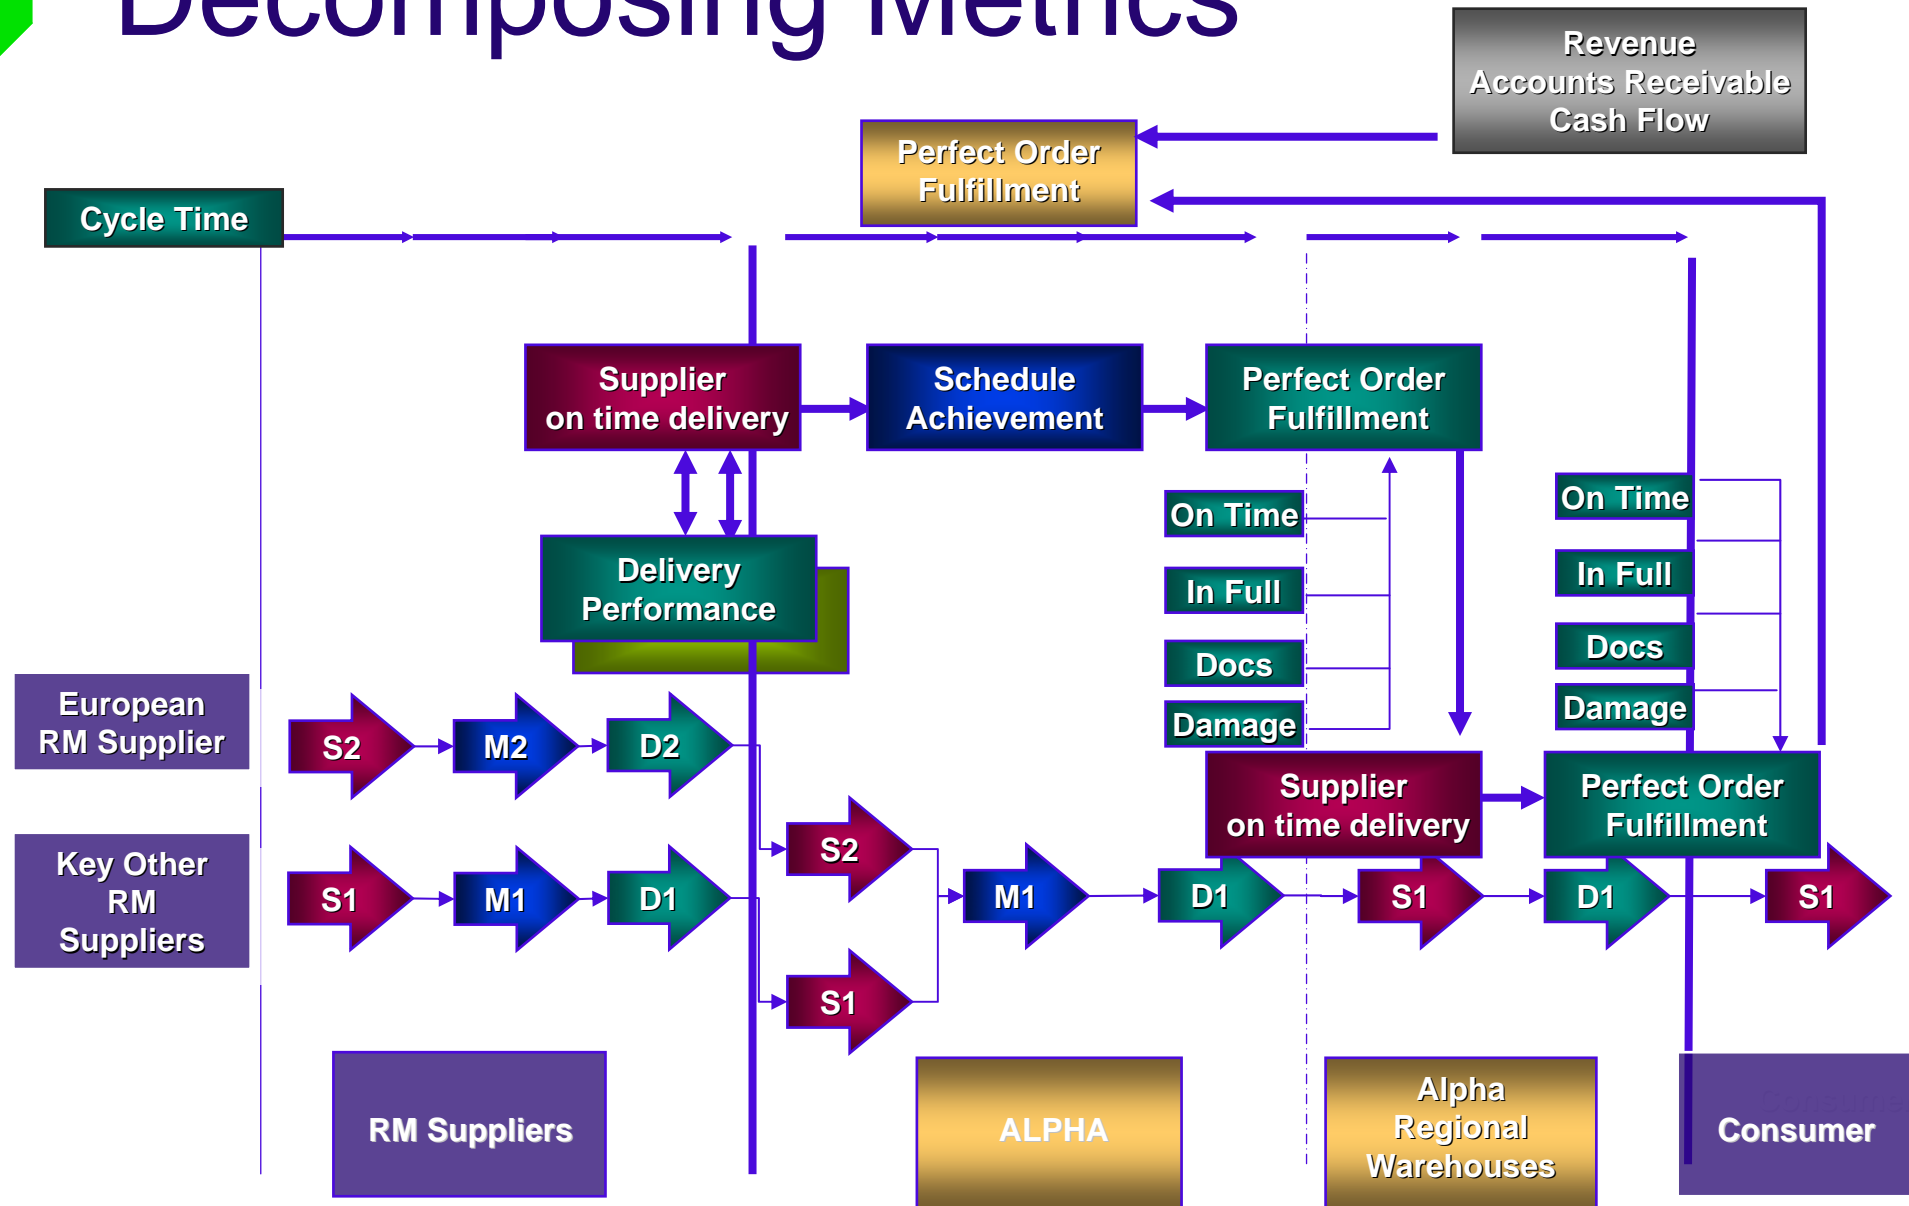 Decomposing Metrics
Revenue
Accounts Receivable
Cash Flow
Perfect Order
Fulfillment
Cycle Time
Supplier
on time delivery
Schedule
Achievement
Perfect Order
Fulfillment
On Time
In Full
Docs
Damage
On Time
In Full
Docs
Damage
Delivery
Performance
European
RM Supplier
S2
M2
D2
Supplier
on time delivery
Perfect Order
Fulfillment
Key Other
RM
Suppliers
S1
M1
D1
S2
S1
M1
D1
S1
D1
S1
RM Suppliers
ALPHA
Alpha
Regional
Warehouses
Consumer